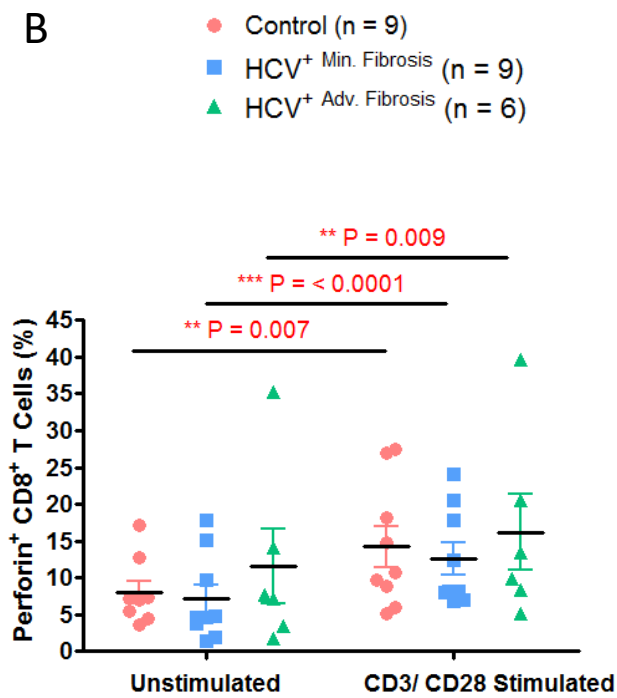 B
Control (n = 9)
HCV+ Min. Fibrosis (n = 9)
HCV+ Adv. Fibrosis (n = 6)
** P = 0.009
*** P = < 0.0001
** P = 0.007
Perforin+ CD8+ T Cells (%)
45
40
35
30
25
20
15
10
5
0
Unstimulated
CD3/ CD28 Stimulated